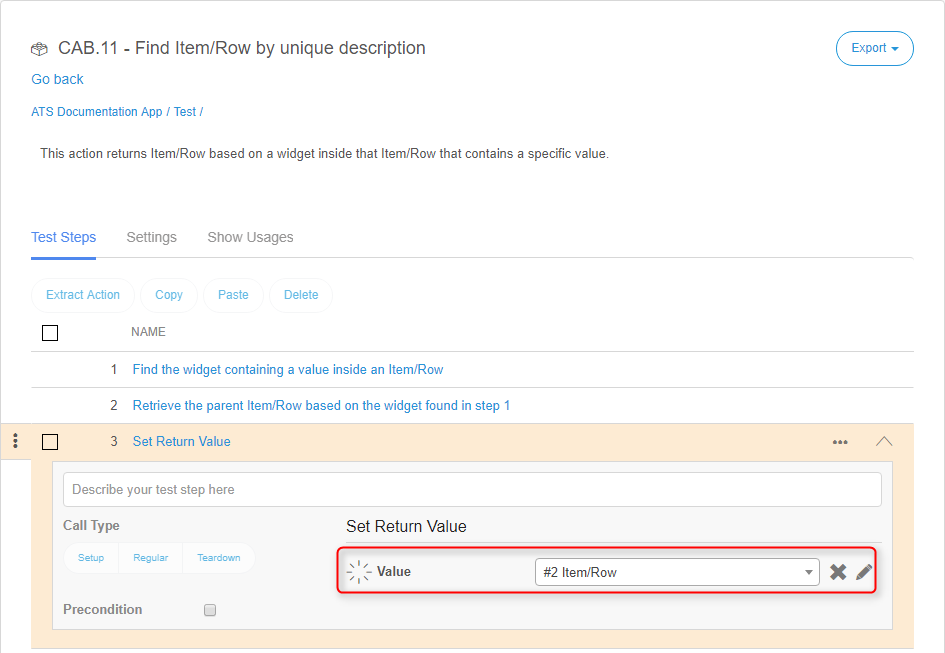 CAB.11 - Find Item/Row by unique description
Export
Go back
ATS Documentation App / Test /
This action returns Item/Row based on a widget inside that Item/Row that contains a specific value.
Test Steps Settings Show Usages
Extract Action Copy Paste Delete
NAME
1 Find the widget containing a value inside an Item/Row
2 Retrieve the parent Item/Row based on the widget found in step 1
3 Set Return Value
Describe your test step here
Call Type
Set Return Value
Setup Regular Teardown
Value #2 Item/Row
Precondition